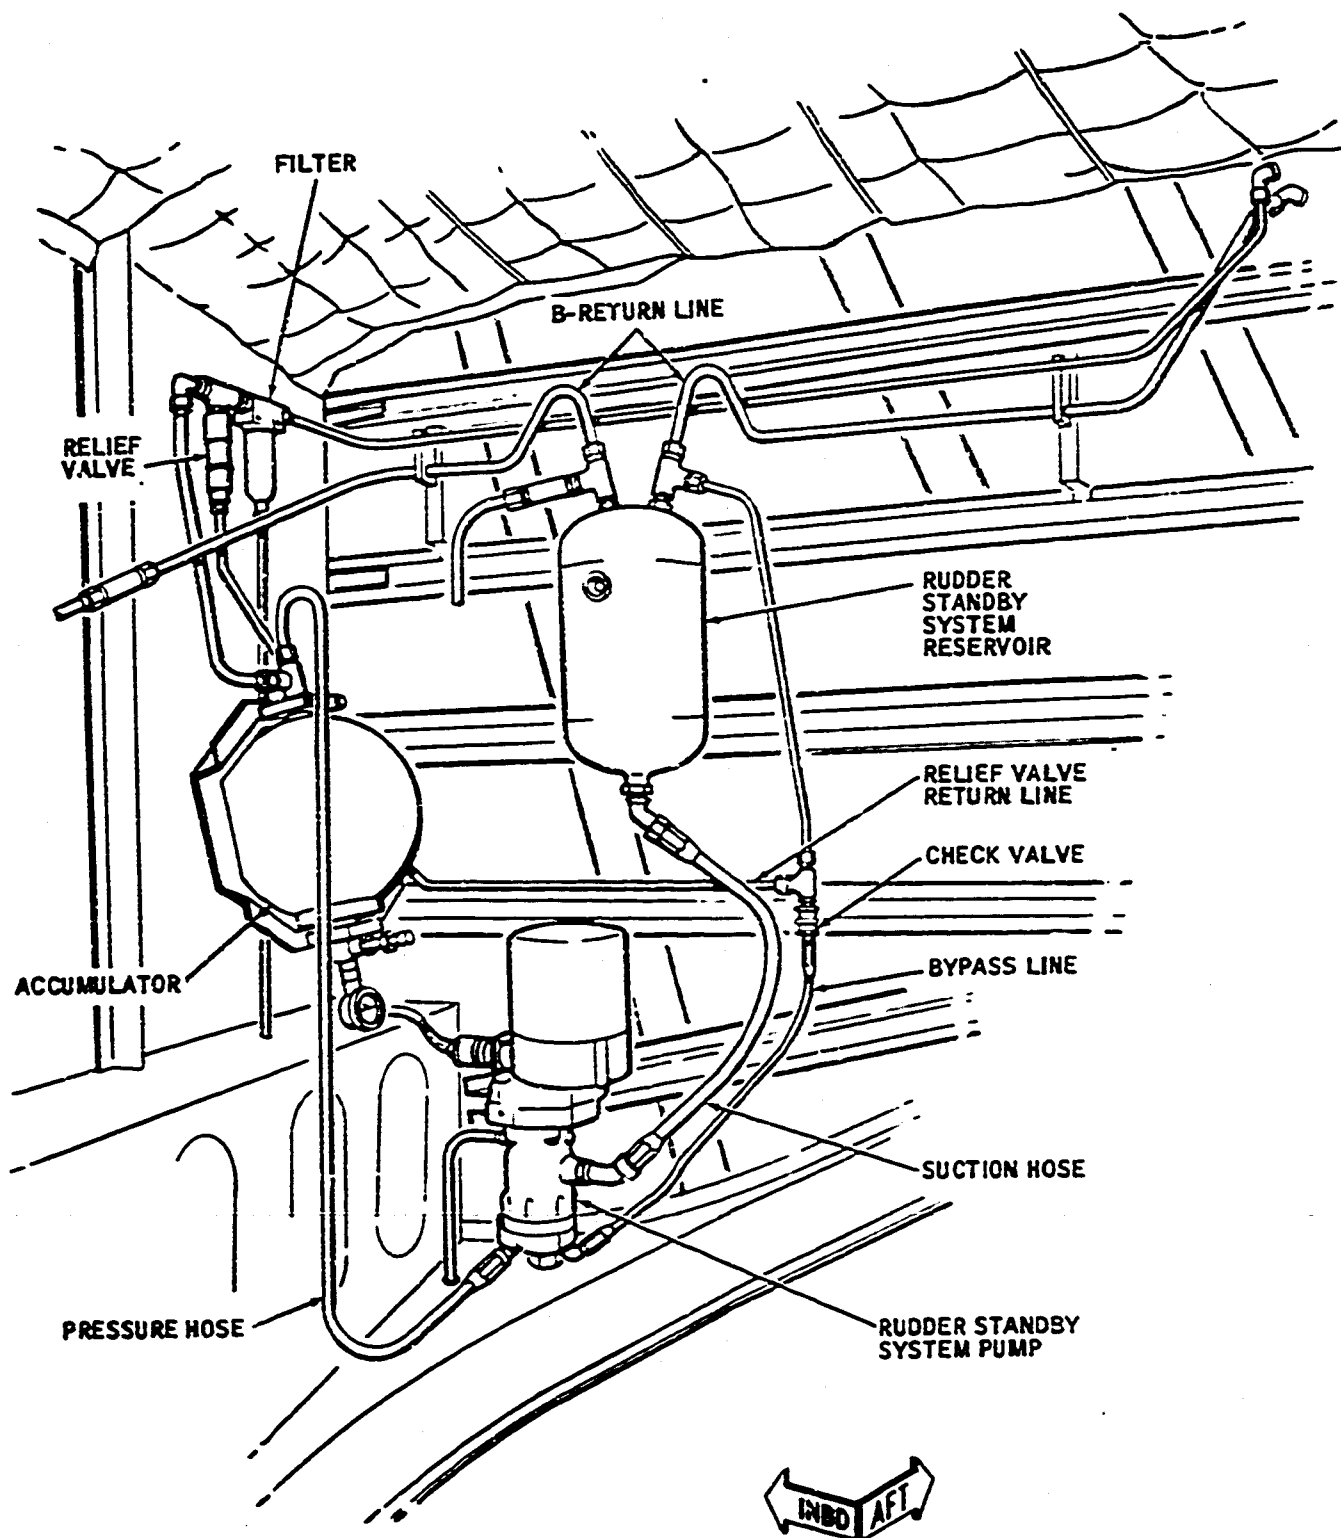 FILTER
B-RETURN LINE
RELIEF
VALVE
RUDDER
STANDBY
SYSTEM
RESERVOIR
RELIEF VALVE
RETURN LINE
CHECK VALVE
BYPASS LINE
ACCUMULATOR
SUCTION HOSE
PRESSURE HOSE
RUDDER STANDBY
SYSTEM PUMP
INBD AFT